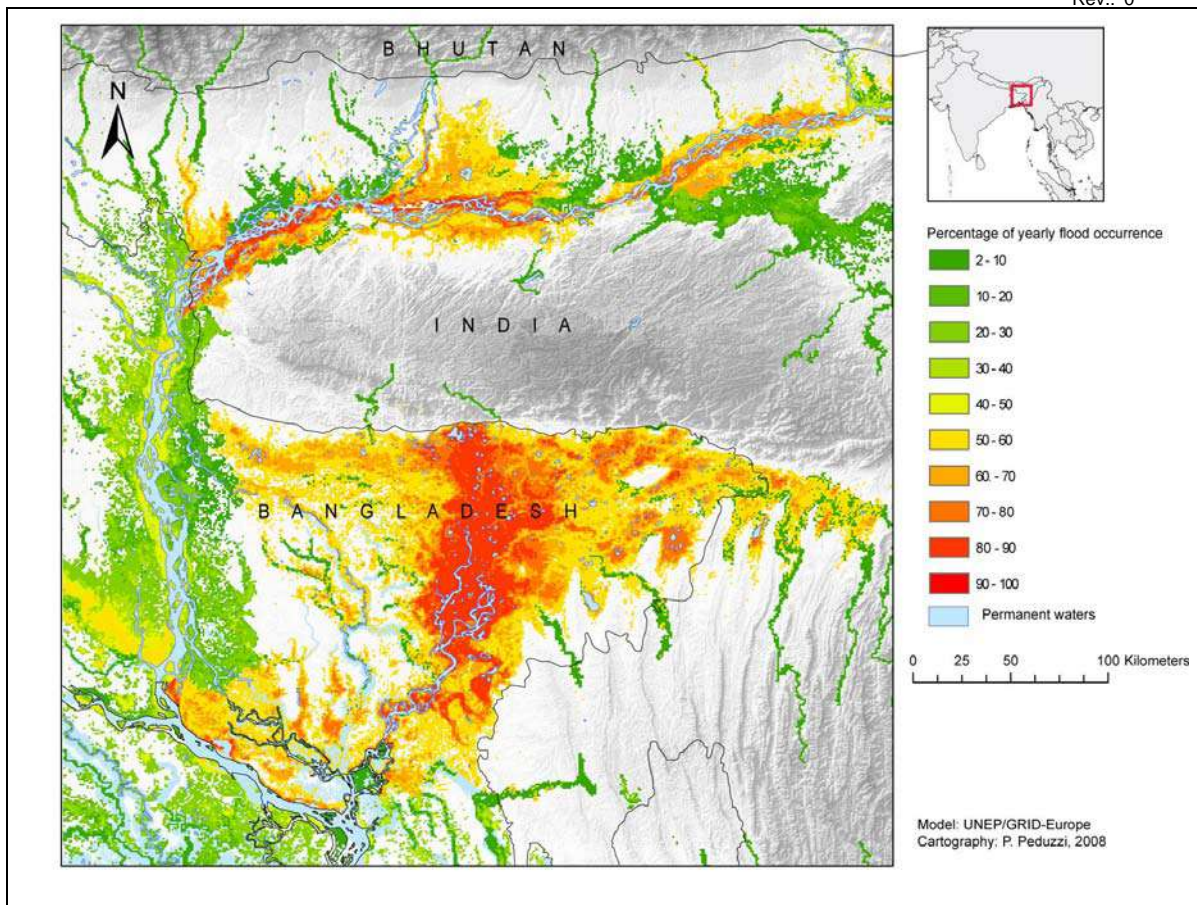 Rev.: 0
BHUTAN
N
INDIA
BANGLADESH
Percentage of yearly flood occurrence
2 - 10
10 - 20
20 - 30
30 - 40
40 - 50
50 - 60
60. - 70
70 - 80
80 - 90
90 - 100
Permanent waters
0 25 50 100 Kilometers
Model: UNEP/GRID-Europe
Cartography: P. Peduzzi, 2008